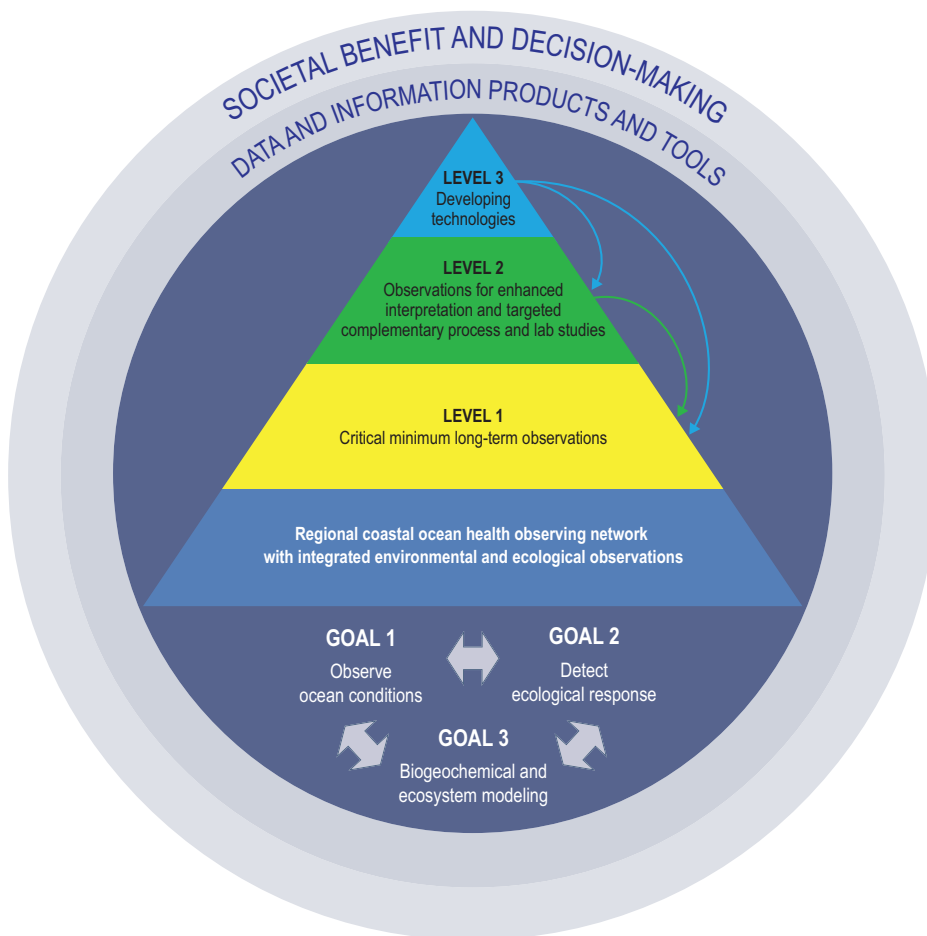 SOCIETAL BENEFIT AND DECISION-MAKING
DATA AND INFORMATION PRODUCTS AND TOOLS
LEVEL 3
Developing
technologies
LEVEL 2
Observations for enhanced
interpretation and targeted
complementary process and lab studies
LEVEL 1
Critical minimum long-term observations
Regional coastal ocean health observing network
with integrated environmental and ecological observations
GOAL 1
Observe
ocean conditions
GOAL 2
Detect
ecological response
GOAL 3
Biogeochemical and
ecosystem modeling